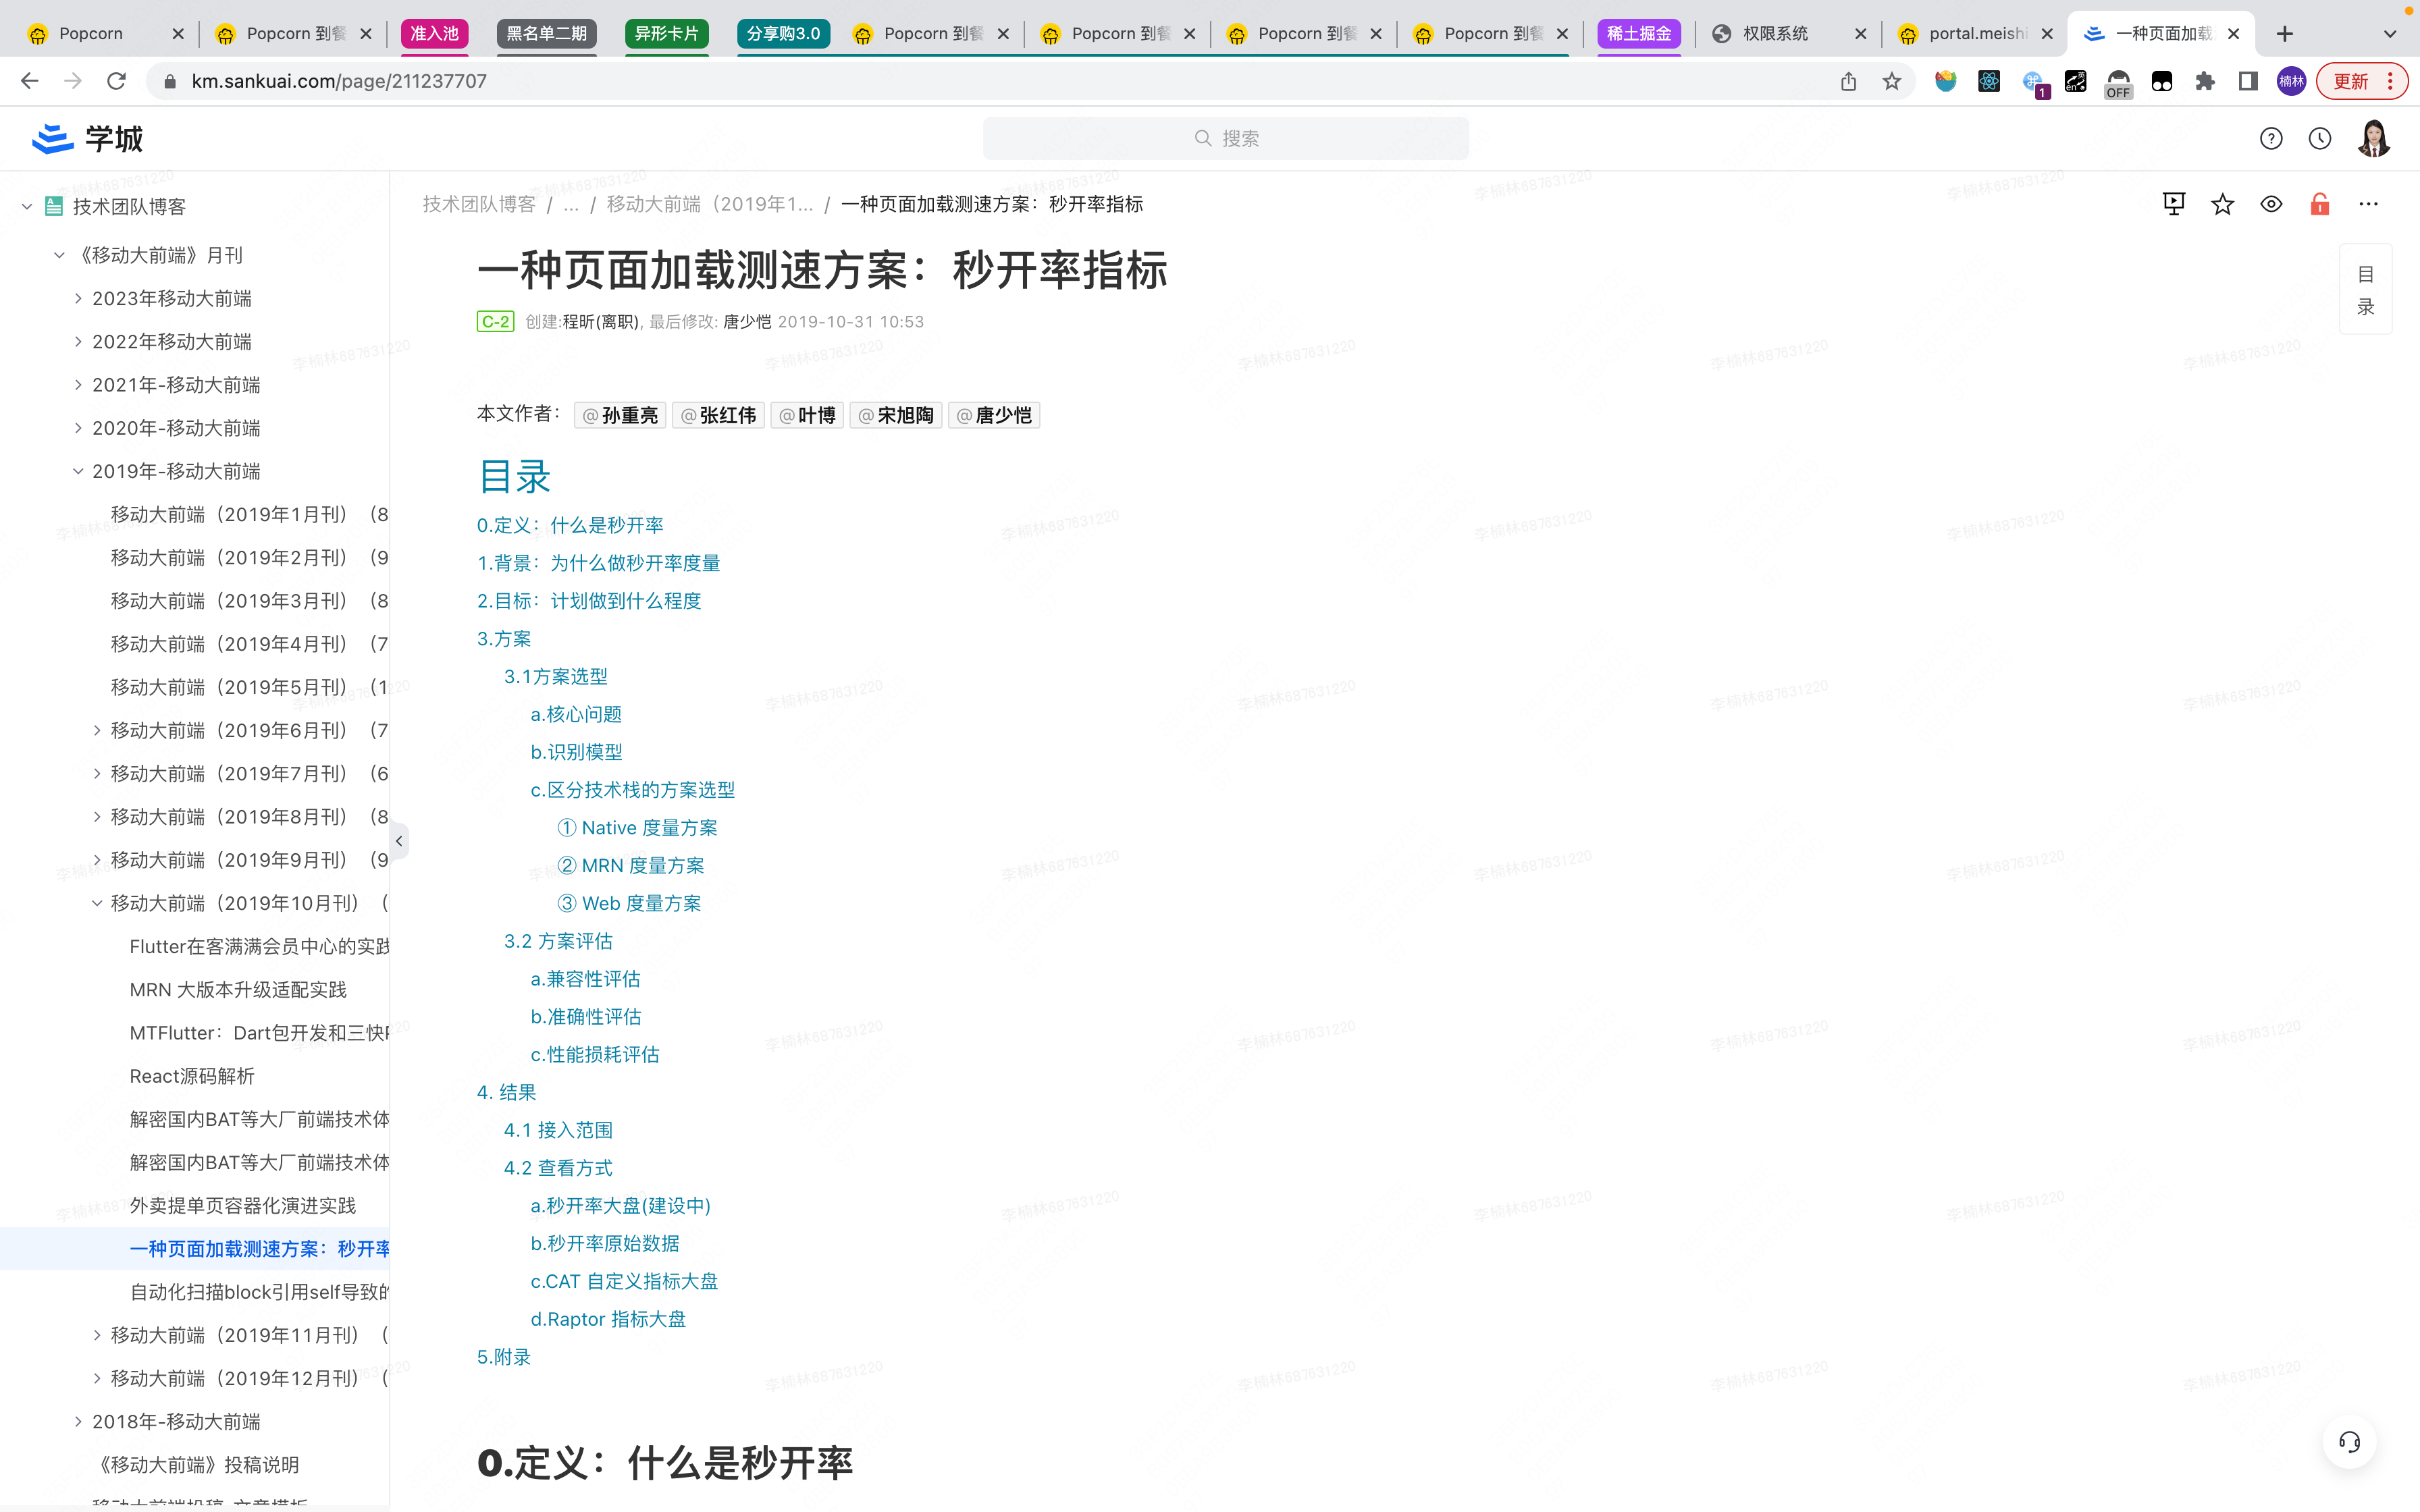 Popcorn
Popcorn 到餐
准入池
黑名单二期
异形卡片
分享购3.0
Popcorn 到餐
Popcorn 到餐
Popcorn 到餐
Popcorn 到餐
稀土掘金
权限系统
portal.meishi
一种页面加载
km.sankuai.com/page/211237707
1
en
英
OFF
楠林
更新
学城
搜索
技术团队博客
《移动大前端》月刊
2023年移动大前端
2022年移动大前端
2021年-移动大前端
2020年-移动大前端
2019年-移动大前端
移动大前端（2019年1月刊）（8
移动大前端（2019年2月刊）（9
移动大前端（2019年3月刊）（8
移动大前端（2019年4月刊）（7
移动大前端（2019年5月刊）（1
移动大前端（2019年6月刊）（7
移动大前端（2019年7月刊）（6
移动大前端（2019年8月刊）（8
移动大前端（2019年9月刊）（9
移动大前端（2019年10月刊）（
Flutter在客满满会员中心的实践
MRN 大版本升级适配实践
MTFlutter：Dart包开发和三快
React源码解析
解密国内BAT等大厂前端技术体
解密国内BAT等大厂前端技术体
外卖提单页容器化演进实践
一种页面加载测速方案：秒开率
自动化扫描block引用self导致的
移动大前端（2019年11月刊）（
移动大前端（2019年12月刊）（
2018年-移动大前端
《移动大前端》投稿说明
技术团队博客 / ... / 移动大前端（2019年1... / 一种页面加载测速方案：秒开率指标
一种页面加载测速方案：秒开率指标
C-2 创建:程昕(离职), 最后修改: 唐少恺 2019-10-31 10:53
目
录
本文作者： @孙重亮 @张红伟 @叶博 @宋旭陶 @唐少恺
目录
0.定义：什么是秒开率
1.背景：为什么做秒开率度量
2.目标：计划做到什么程度
3.方案
3.1方案选型
a.核心问题
b.识别模型
c.区分技术栈的方案选型
① Native 度量方案
② MRN 度量方案
③ Web 度量方案
3.2 方案评估
a.兼容性评估
b.准确性评估
c.性能损耗评估
4. 结果
4.1 接入范围
4.2 查看方式
a.秒开率大盘(建设中)
b.秒开率原始数据
c.CAT 自定义指标大盘
d.Raptor 指标大盘
5.附录
0.定义：什么是秒开率
李楠林687631220